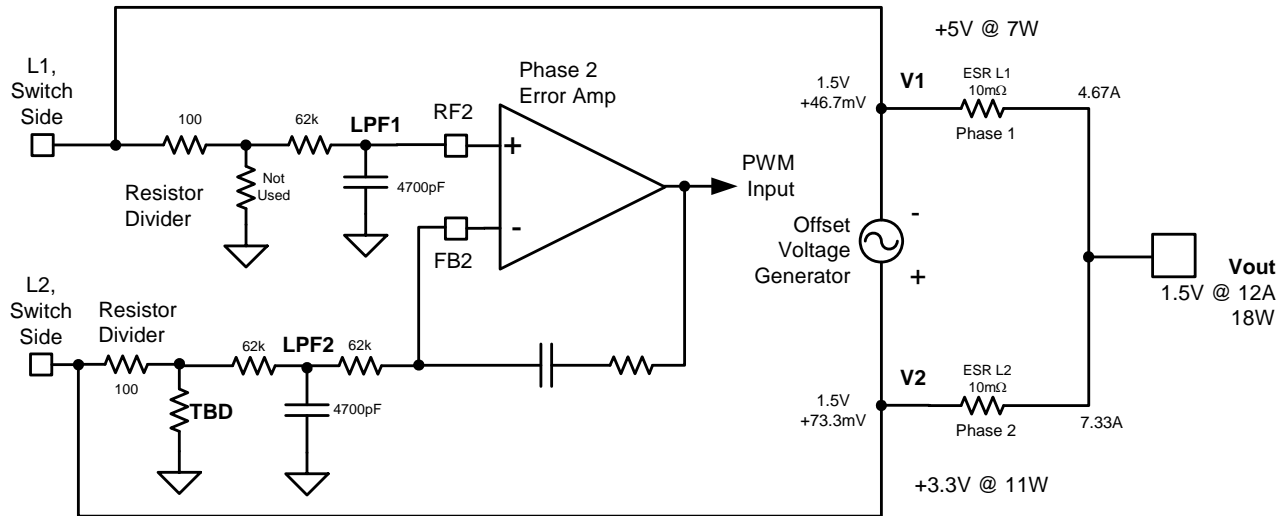 +5V @ 7W
L1,
Switch
Side
100
62k
LPF1
RF2
Phase 2
Error Amp
+
-
1.5V
+46.7mV
V1
ESR L1
10mΩ
Phase 1
4.67A
Not
Used
Resistor
Divider
4700pF
FB2
PWM
Input
Offset
Voltage
Generator
-
+
Vout
1.5V @ 12A
18W
L2,
Switch
Side
Resistor
Divider
100
TBD
62k
LPF2
62k
4700pF
1.5V
+73.3mV
V2
ESR L2
10mΩ
Phase 2
7.33A
+3.3V @ 11W